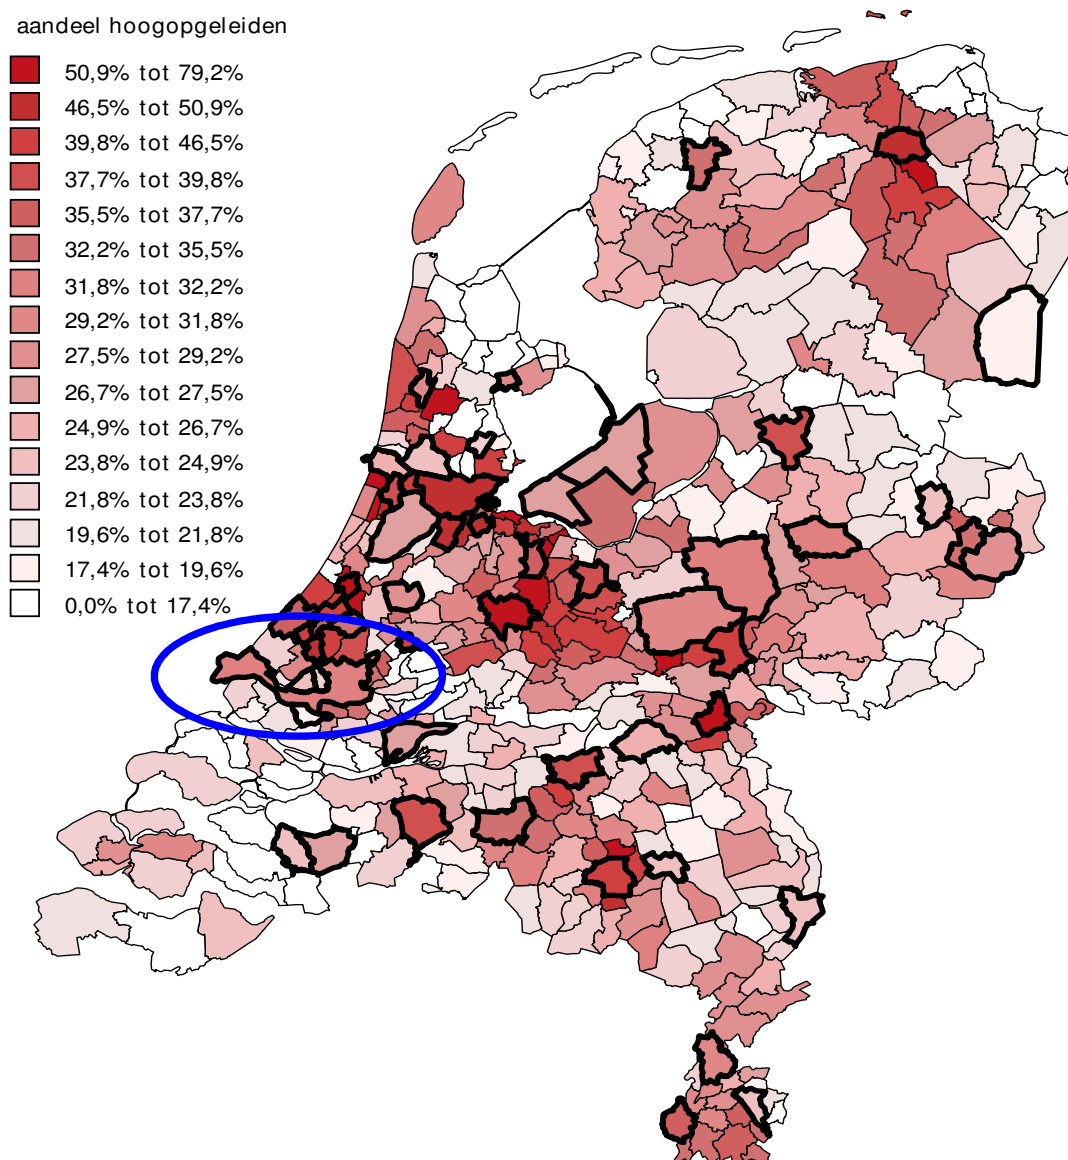 aandeel hoogopgeleiden
50,9% tot 79,2%
46,5% tot 50,9%
39,8% tot 46,5%
37,7% tot 39,8%
35,5% tot 37,7%
32,2% tot 35,5%
31,8% tot 32,2%
29,2% tot 31,8%
27,5% tot 29,2%
26,7% tot 27,5%
24,9% tot 26,7%
23,8% tot 24,9%
21,8% tot 23,8%
19,6% tot 21,8%
17,4% tot 19,6%
0,0% tot 17,4%